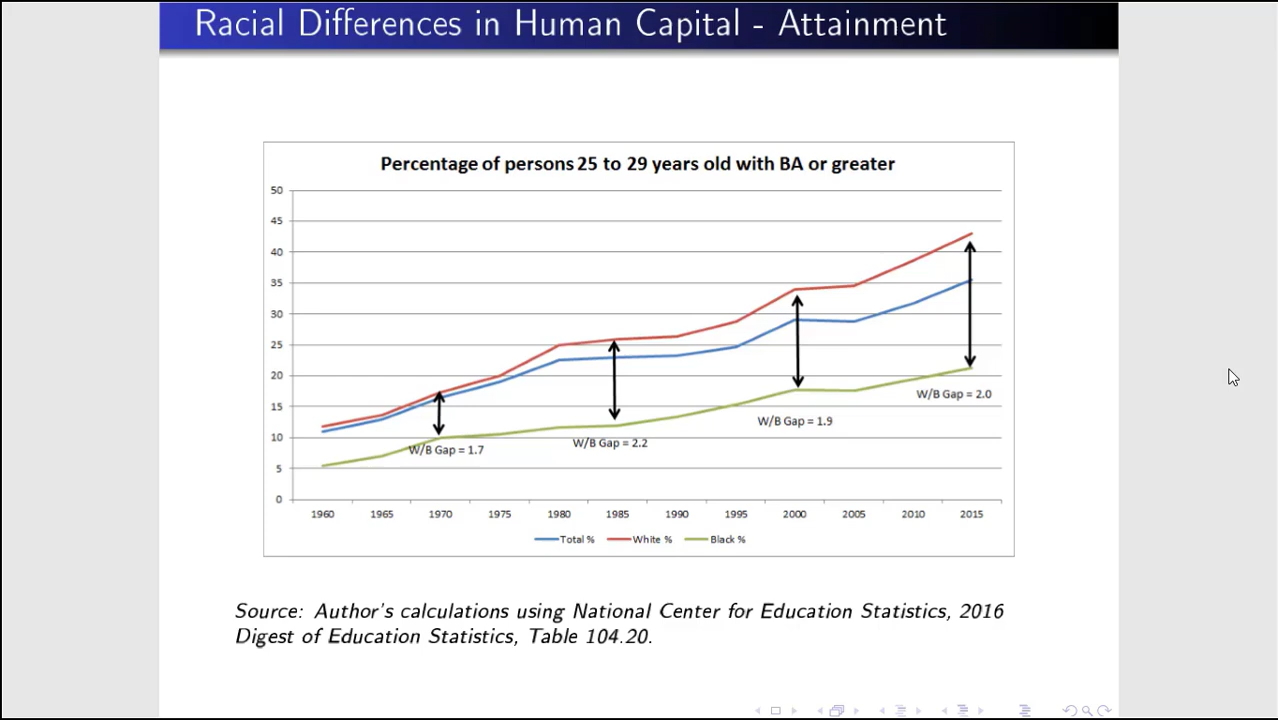 Racial Differences in Human Capital - Attainment
Percentage of persons 25 to 29 years old with BA or greater
50
45
40
35
30
25
20
15
10
5
0
W/B Gap = 1.7
W/B Gap = 2.2
W/B Gap = 1.9
W/B Gap = 2.0
1960 1965 1970 1975 1980 1985 1990 1995 2000 2005 2010 2015
Total % White % Black %
Source: Author's calculations using National Center for Education Statistics, 2016
Digest of Education Statistics, Table 104.20.